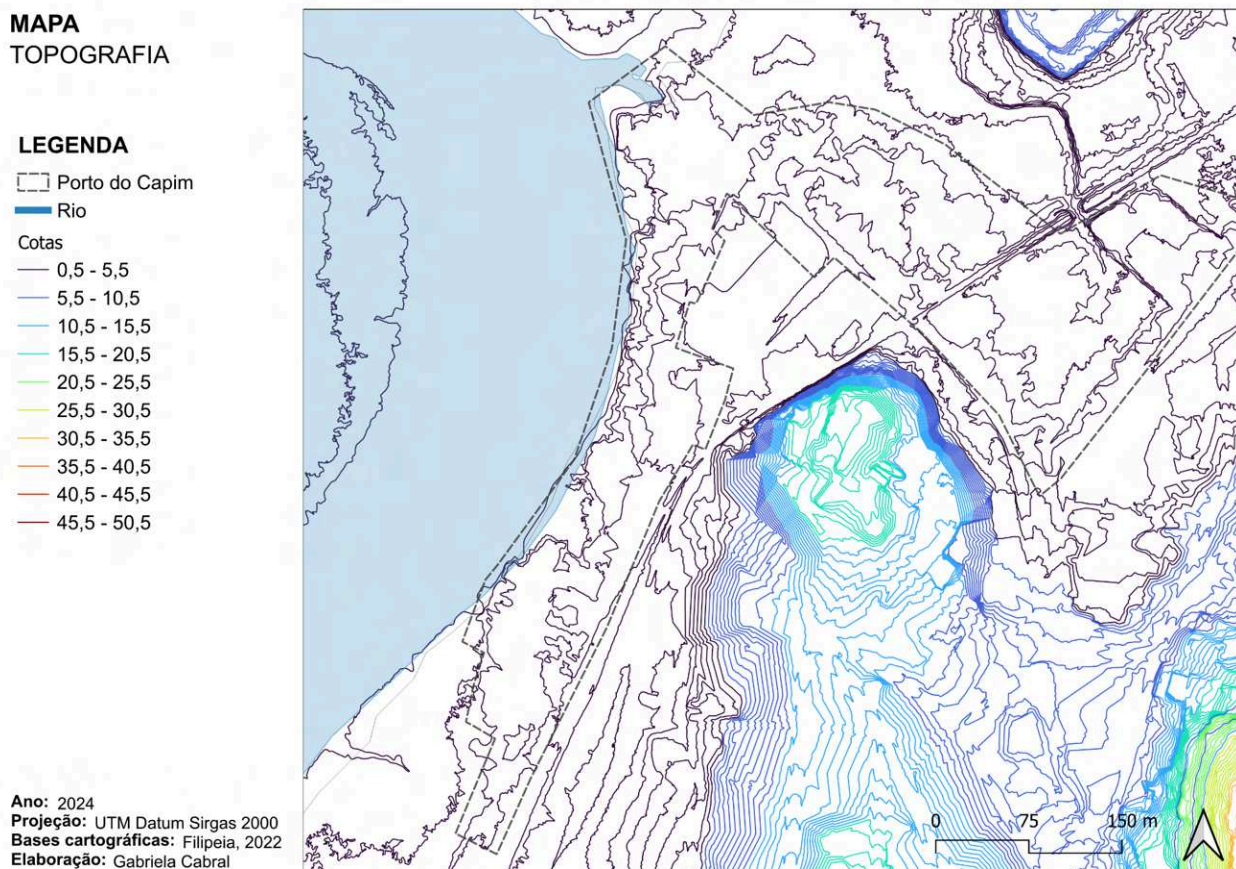 MAPA
TOPOGRAFIA
LEGENDA
Porto do Capim
Rio
Cotas
0,5 - 5,5
5,5 - 10,5
10,5 - 15,5
15,5 - 20,5
20,5 - 25,5
25,5 - 30,5
30,5 - 35,5
35,5 - 40,5
40,5 - 45,5
45,5 - 50,5
Ano: 2024
Projeção: UTM Datum Sirgas 2000
Bases cartográficas: Filipeia, 2022
Elaboração: Gabriela Cabral
0 75 150 m